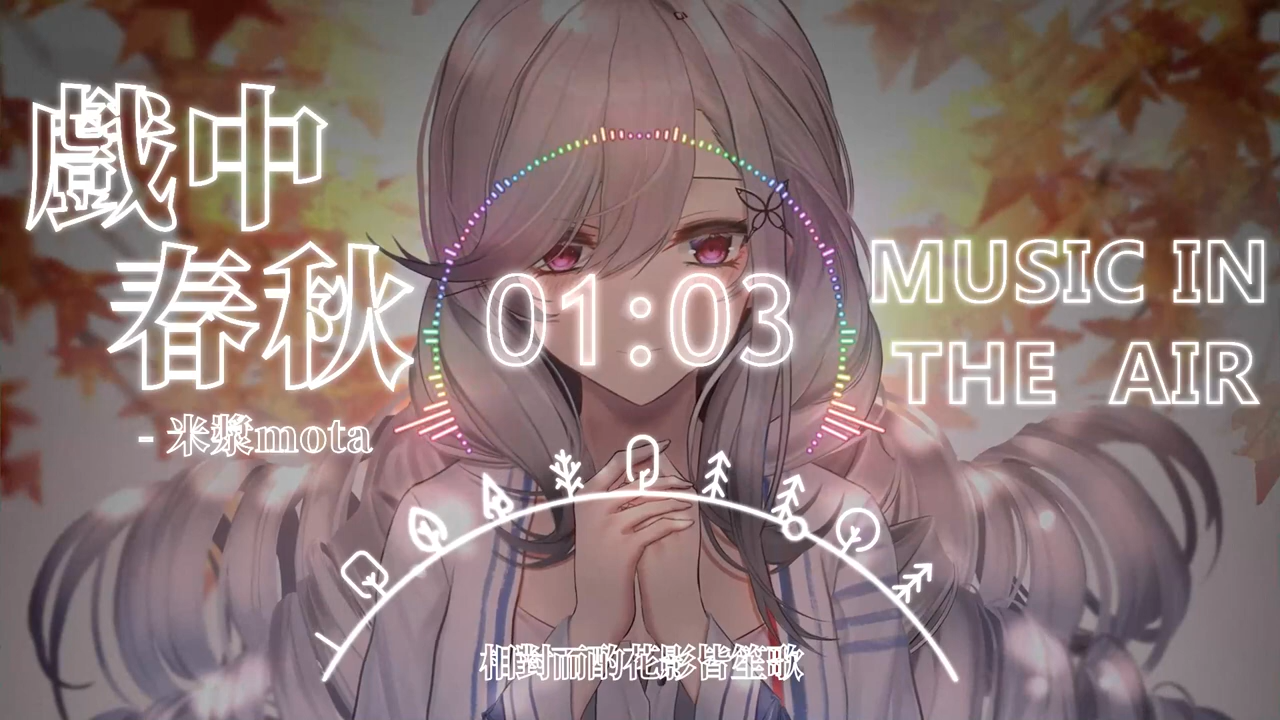 戲中
春秋
- 米漿mota
01:03
MUSIC IN
THE AIR
相對而酌花影皆笙歌